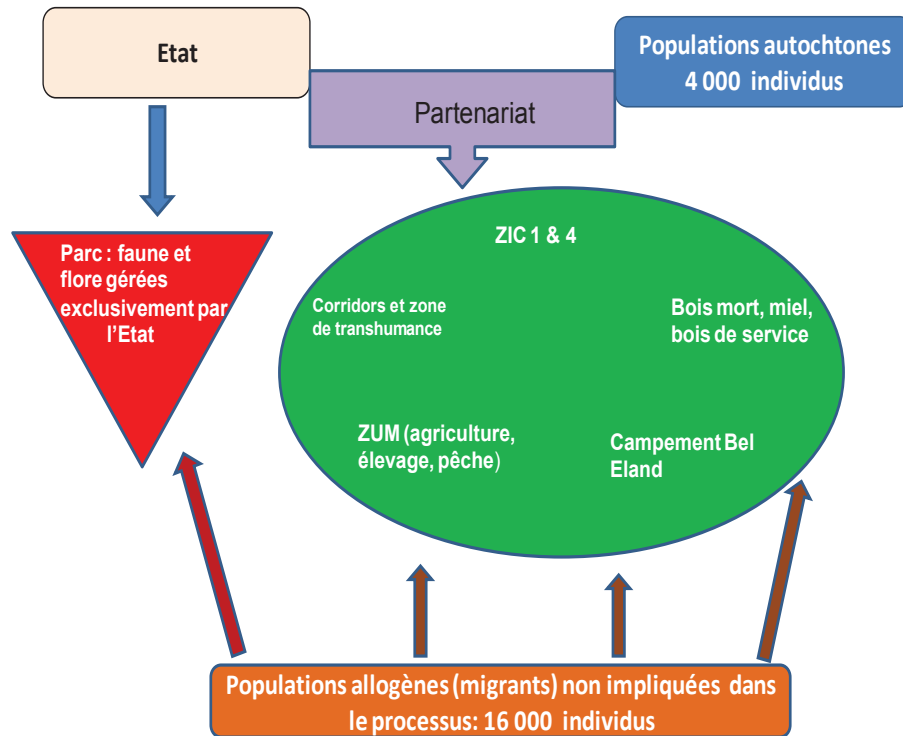 Etat
Populations autochtones
4 000 individus
Partenariat
Parc : faune et
flore gérées
exclusivement par
l'Etat
ZIC 1 & 4
Corridors et zone
de transhumance
Bois mort, miel,
bois de service
ZUM (agriculture,
élevage, pêche)
Campement Bel
Eland
Populations allogènes (migrants) non impliquées dans
le processus: 16 000 individus